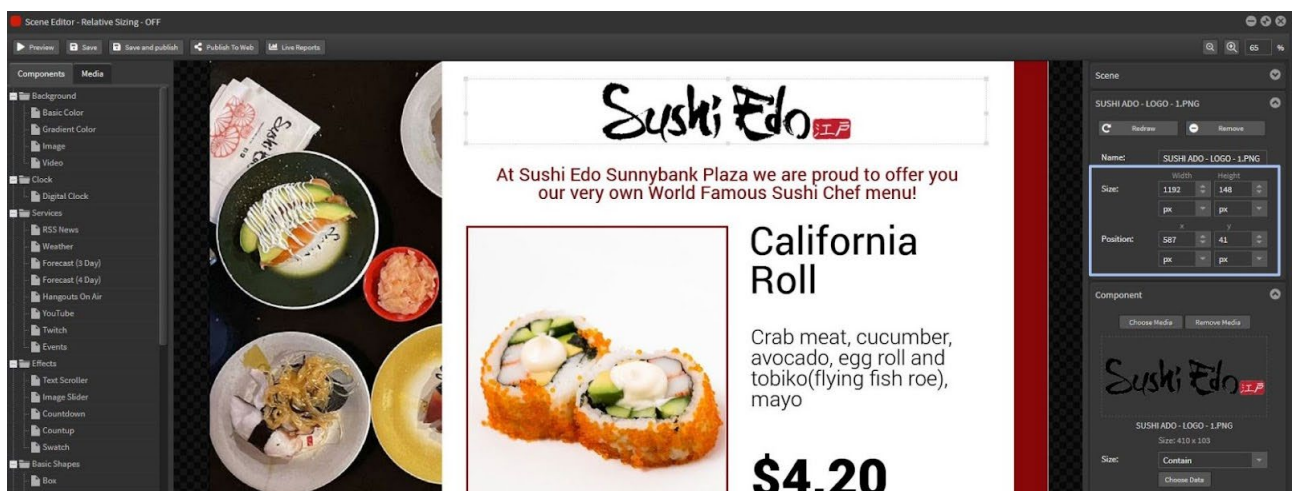 Scene Editor - Relative Sizing - OFF
Preview Save Save and publish Publish To Web Live Reports
65 %
Components Media
Background
Basic Color
Gradient Color
Image
Video
Clock
Digital Clock
Services
RSS News
Weather
Forecast (3 Day)
Forecast (4 Day)
Hangouts On Air
YouTube
Twitch
Events
Effects
Text Scroller
Image Slider
Countdown
Countup
Swatch
Basic Shapes
Box
Sushi Edo 江戸
At Sushi Edo Sunnybank Plaza we are proud to offer you
our very own World Famous Sushi Chef menu!
California
Roll
Crab meat, cucumber,
avocado, egg roll and
tobiko(flying fish roe),
mayo
$4.20
Scene
SUSHI ADO - LOGO - 1.PNG
Redraw Remove
Name: SUSHI ADO - LOGO - 1.PNG
Width Height
Size: 1192 148
px px
x y
Position: 587 41
px px
Component
Choose Media Remove Media
Sushi Edo 江戸
SUSHI ADO - LOGO - 1.PNG
Size: 410 x 103
Size: Contain
Choose Data